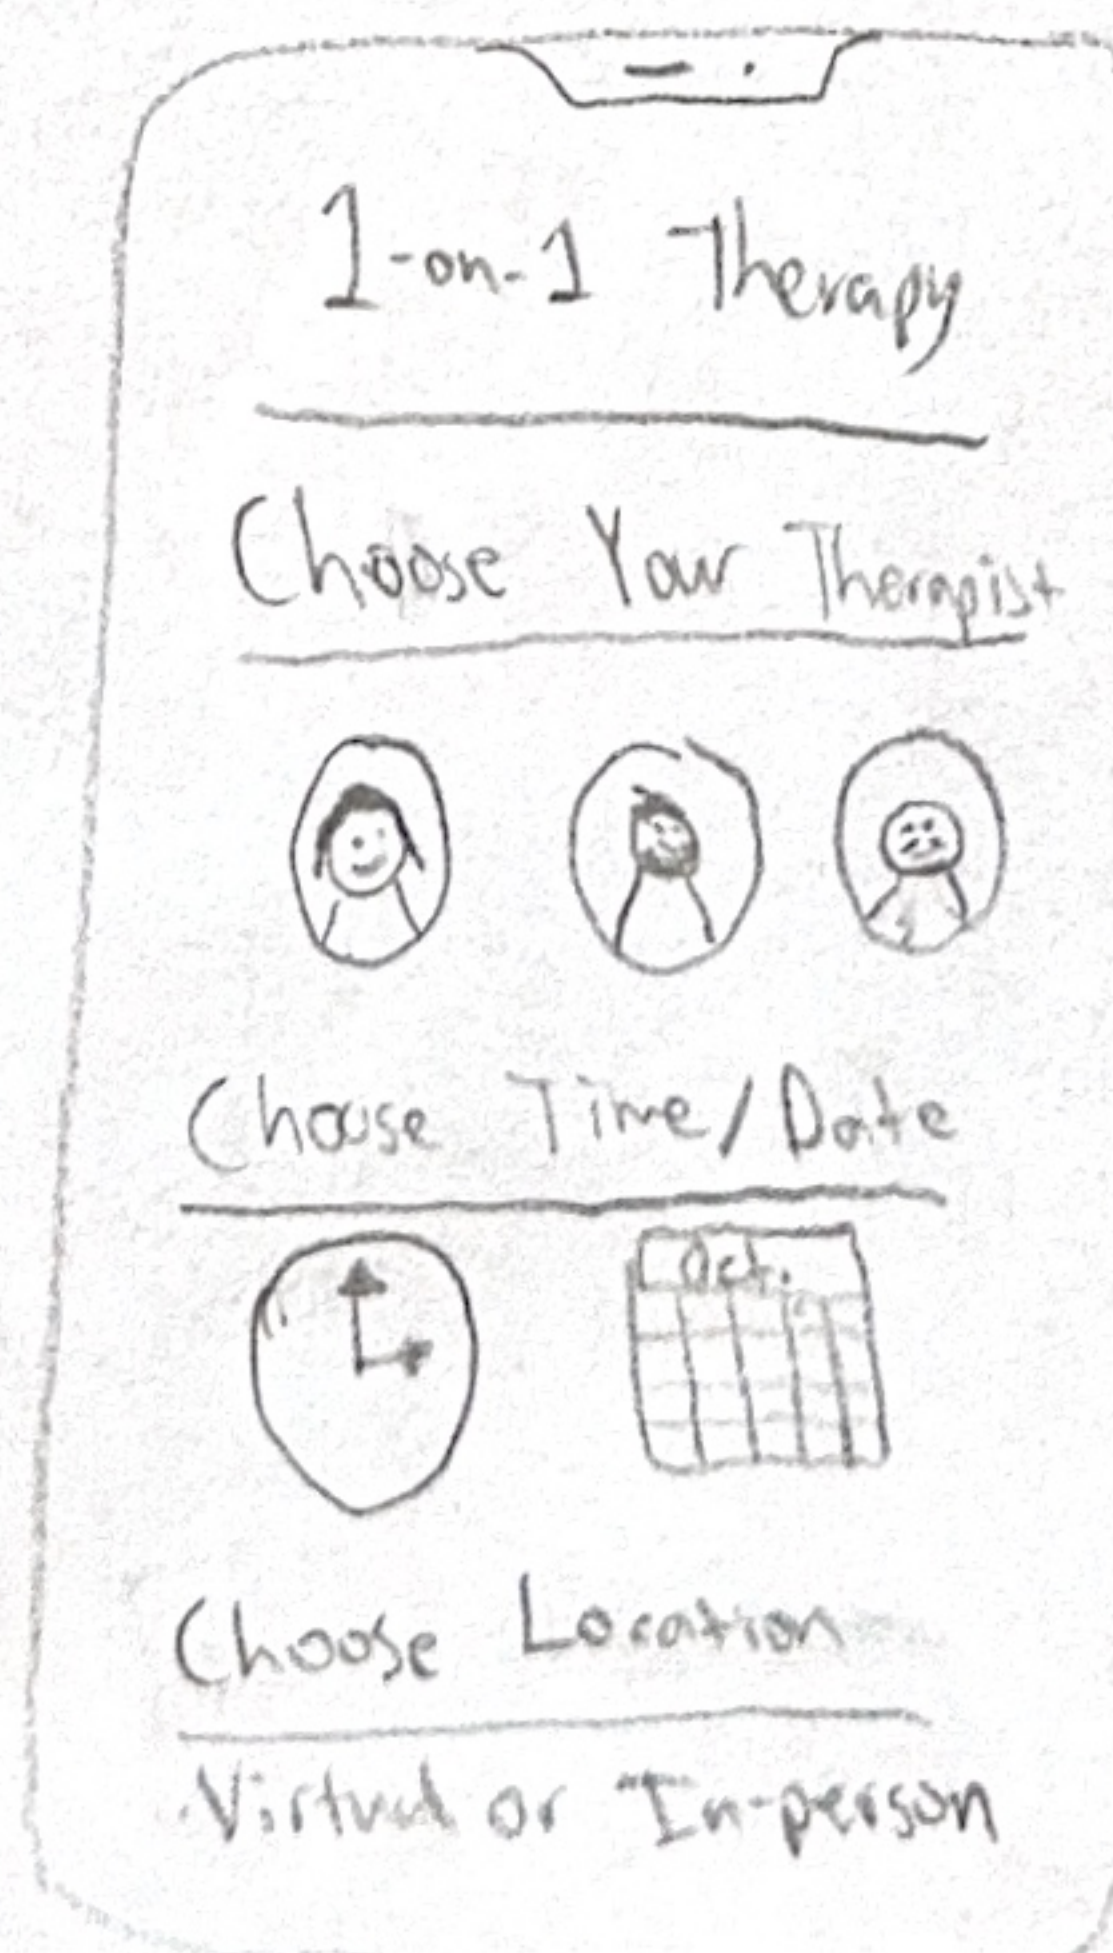 1-on-1 Therapy
Choose Your Therapist
Choose Time/Date
Oct.
Choose Location
Virtual or In-person